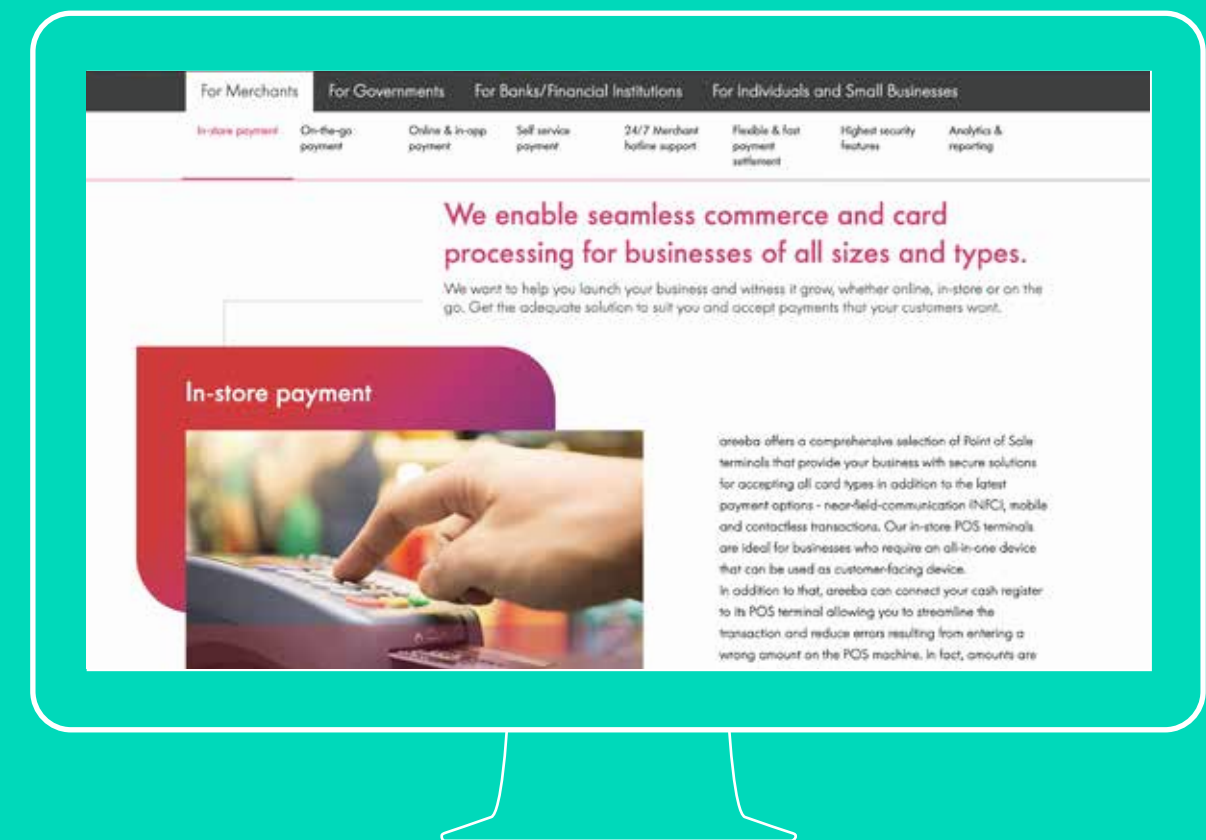 For Merchants For Governments For Banks/Financial Institutions For Individuals and Small Businesses
In-store payment On-the-go payment Online & in-app payment Self service payment 24/7 Merchant hotline support Flexible & fast payment settlement Highest security features Analytics & reporting
We enable seamless commerce and card
processing for businesses of all sizes and types.
We want to help you launch your business and witness it grow, whether online, in-store or on the
go. Get the adequate solution to suit you and accept payments that your customers want.
In-store payment
areeba offers a comprehensive selection of Point of Sale
terminals that provide your business with secure solutions
for accepting all card types in addition to the latest
payment options - near-field-communication (NFC), mobile
and contactless transactions. Our in-store POS terminals
are ideal for businesses who require an all-in-one device
that can be used as customer-facing device.
In addition to that, areeba can connect your cash register
to its POS terminal allowing you to streamline the
transaction and reduce errors resulting from entering a
wrong amount on the POS machine. In fact, amounts are